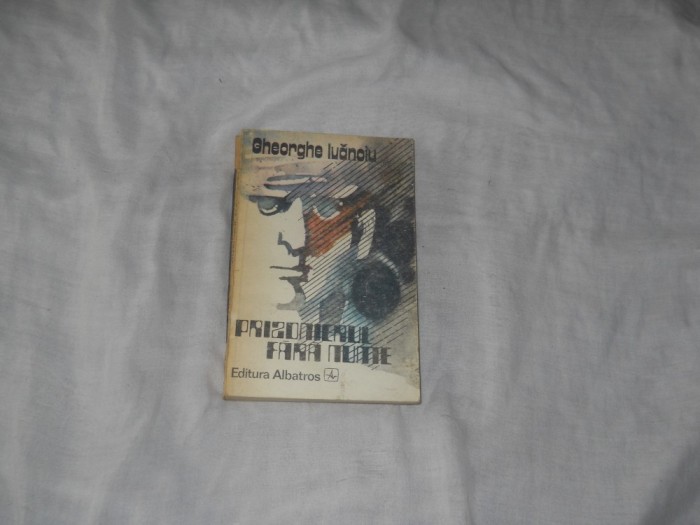 Gheorghe Ivănoiu
PRIZONIERUL
FĂRĂ NUME
Editura Albatros